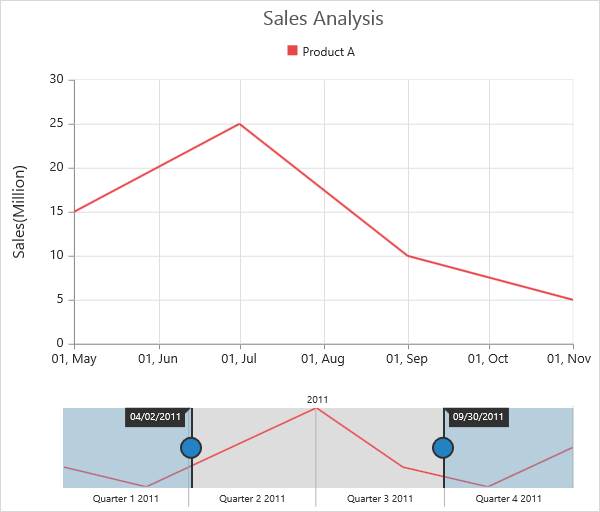 Sales Analysis
Product A
Sales(Million)
30
25
20
15
10
5
0
01, May 01, Jun 01, Jul 01, Aug 01, Sep 01, Oct 01, Nov
2011
04/02/2011 09/30/2011
Quarter 1 2011 Quarter 2 2011 Quarter 3 2011 Quarter 4 2011